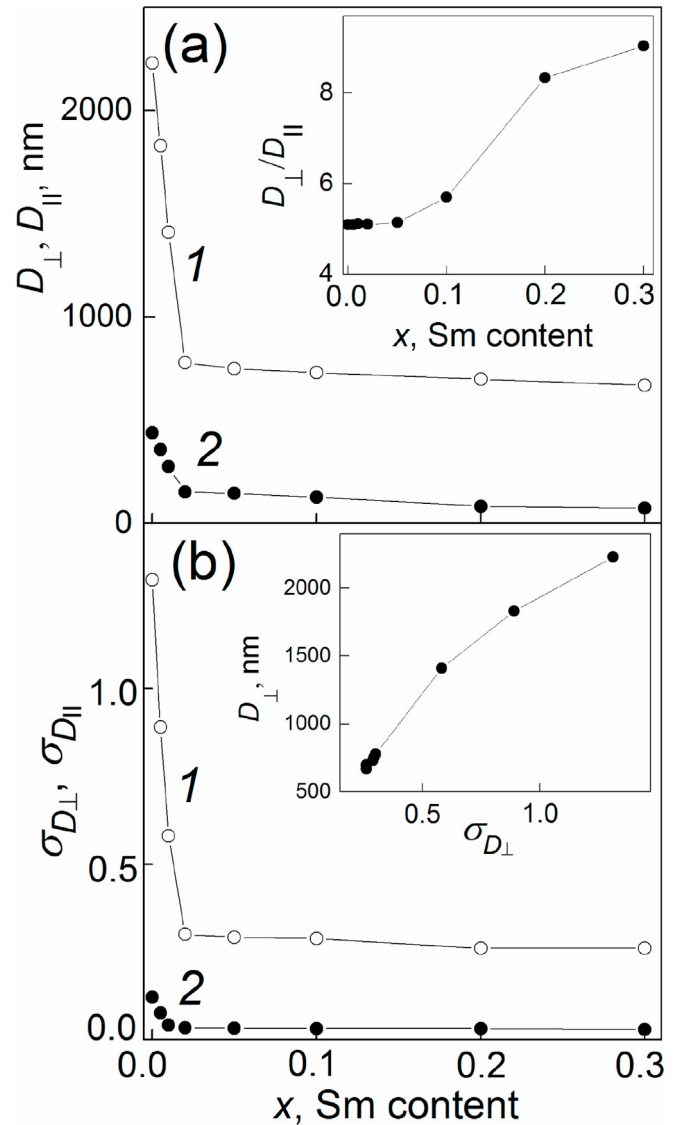 (a)
D⊥, D||, nm
2000
1000
0
1
2
D⊥/D||
8
6
4
0.0 0.1 0.2 0.3
x, Sm content
(b)
σD⊥, σD||
1.0
0.5
0.0
1
2
D⊥, nm
2000
1500
1000
500
0.5 1.0
σD⊥
0.0 0.1 0.2 0.3
x, Sm content